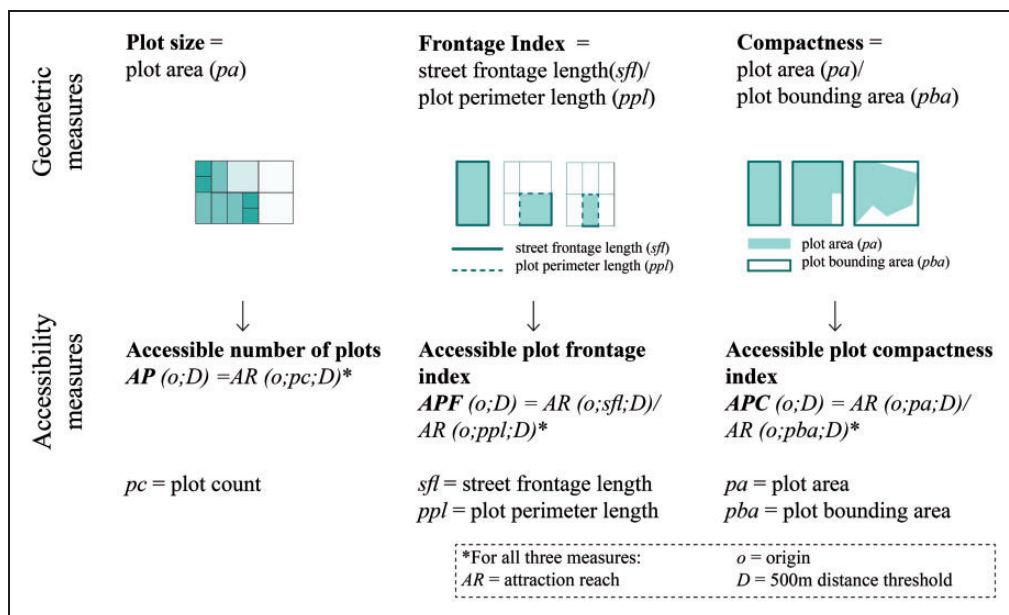 Geometric
measures
Plot size =
plot area (pa)
Frontage Index =
street frontage length(sfl)/
plot perimeter length (ppl)
Compactness =
plot area (pa)/
plot bounding area (pba)
street frontage length (sfl)
plot perimeter length (ppl)
plot area (pa)
plot bounding area (pba)
Accessibility
measures
Accessible number of plots
AP (o;D) =AR (o;pc;D)*
pc = plot count
Accessible plot frontage
index
APF (o;D) = AR (o;sfl;D)/
AR (o;ppl;D)*
sfl = street frontage length
ppl = plot perimeter length
Accessible plot compactness
index
APC (o;D) = AR (o;pa;D)/
AR (o;pba;D)*
pa = plot area
pba = plot bounding area
*For all three measures:
AR = attraction reach
o = origin
D = 500m distance threshold